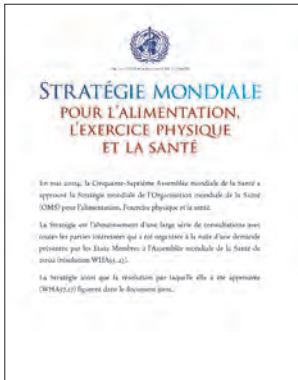 STRATÉGIE MONDIALE
POUR L'ALIMENTATION,
L'EXERCICE PHYSIQUE
ET LA SANTÉ
En mai 2004, la Cinquante-Septième Assemblée mondiale de la Santé a
approuvé la Stratégie mondiale de l'Organisation mondiale de la Santé
(OMS) pour l'alimentation, l'exercice physique et la santé.
La Stratégie est l'aboutissement d'une large série de consultations avec
toutes les parties intéressées qui a été organisée à la suite d'une demande
présentée par les Etats Membres à l'Assemblée mondiale de la Santé de
2002 (résolution WHA55.23).
La Stratégie ainsi que la résolution par laquelle elle a été approuvée
(WHA57.17) figurent dans le document joint.